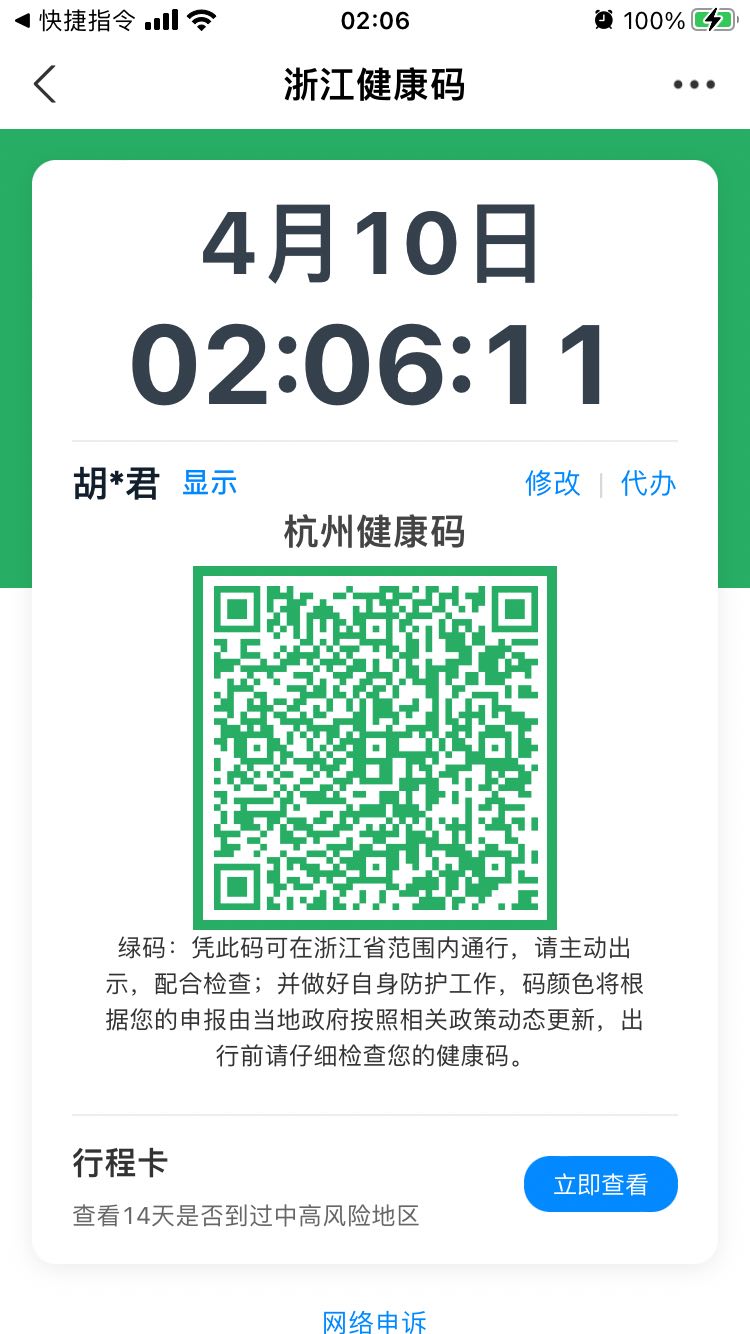 快捷指令 02:06 100%
浙江健康码
4月10日
02:06:11
胡*君 显示 修改 代办
杭州健康码
绿码：凭此码可在浙江省范围内通行，请主动出
示，配合检查；并做好自身防护工作，码颜色将根
据您的申报由当地政府按照相关政策动态更新，出
行前请仔细检查您的健康码。
行程卡
立即查看
查看14天是否到过中高风险地区
网络申诉